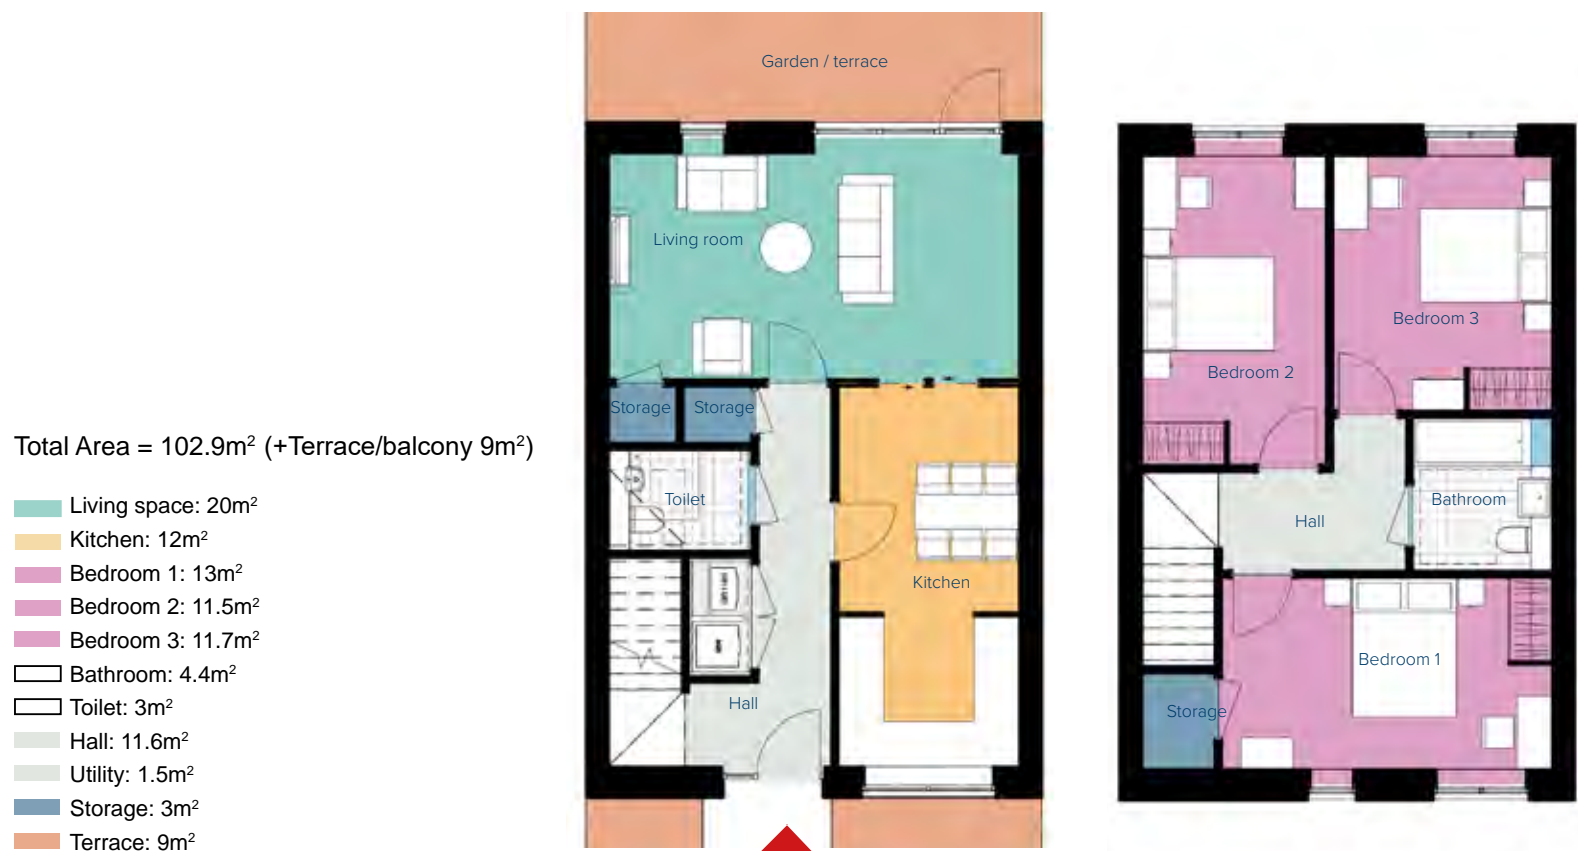 Total Area = 102.9m² (+Terrace/balcony 9m²)
Living space: 20m²
Kitchen: 12m²
Bedroom 1: 13m²
Bedroom 2: 11.5m²
Bedroom 3: 11.7m²
Bathroom: 4.4m²
Toilet: 3m²
Hall: 11.6m²
Utility: 1.5m²
Storage: 3m²
Terrace: 9m²
Garden / terrace
Living room
Storage
Storage
Toilet
Kitchen
Hall
Bedroom 3
Bedroom 2
Bathroom
Hall
Bedroom 1
Storage